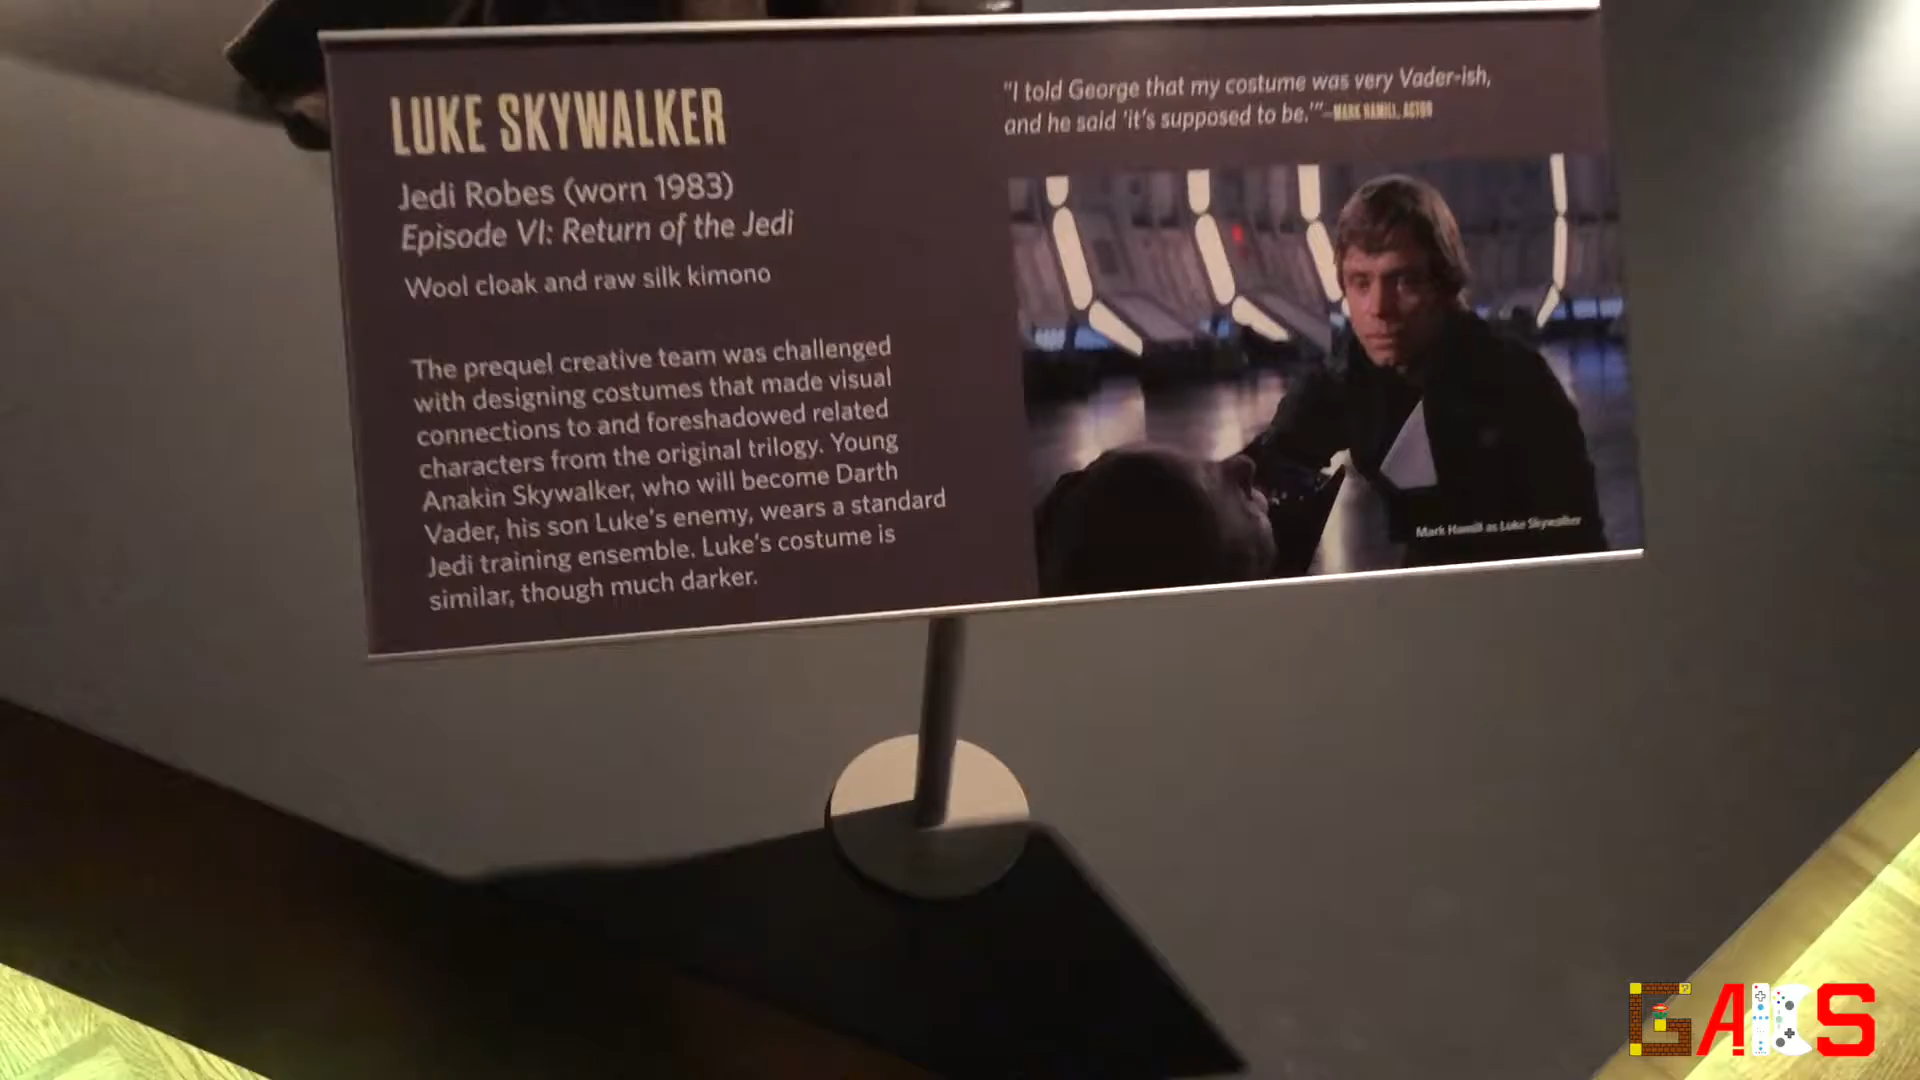 LUKE SKYWALKER
Jedi Robes (worn 1983)
Episode VI: Return of the Jedi
Wool cloak and raw silk kimono
The prequel creative team was challenged
with designing costumes that made visual
connections to and foreshadowed related
characters from the original trilogy. Young
Anakin Skywalker, who will become Darth
Vader, his son Luke's enemy, wears a standard
Jedi training ensemble. Luke's costume is
similar, though much darker.
"I told George that my costume was very Vader-ish,
and he said 'it's supposed to be.'"–MARK HAMILL, ACTOR
Mark Hamill as Luke Skywalker
GAMS